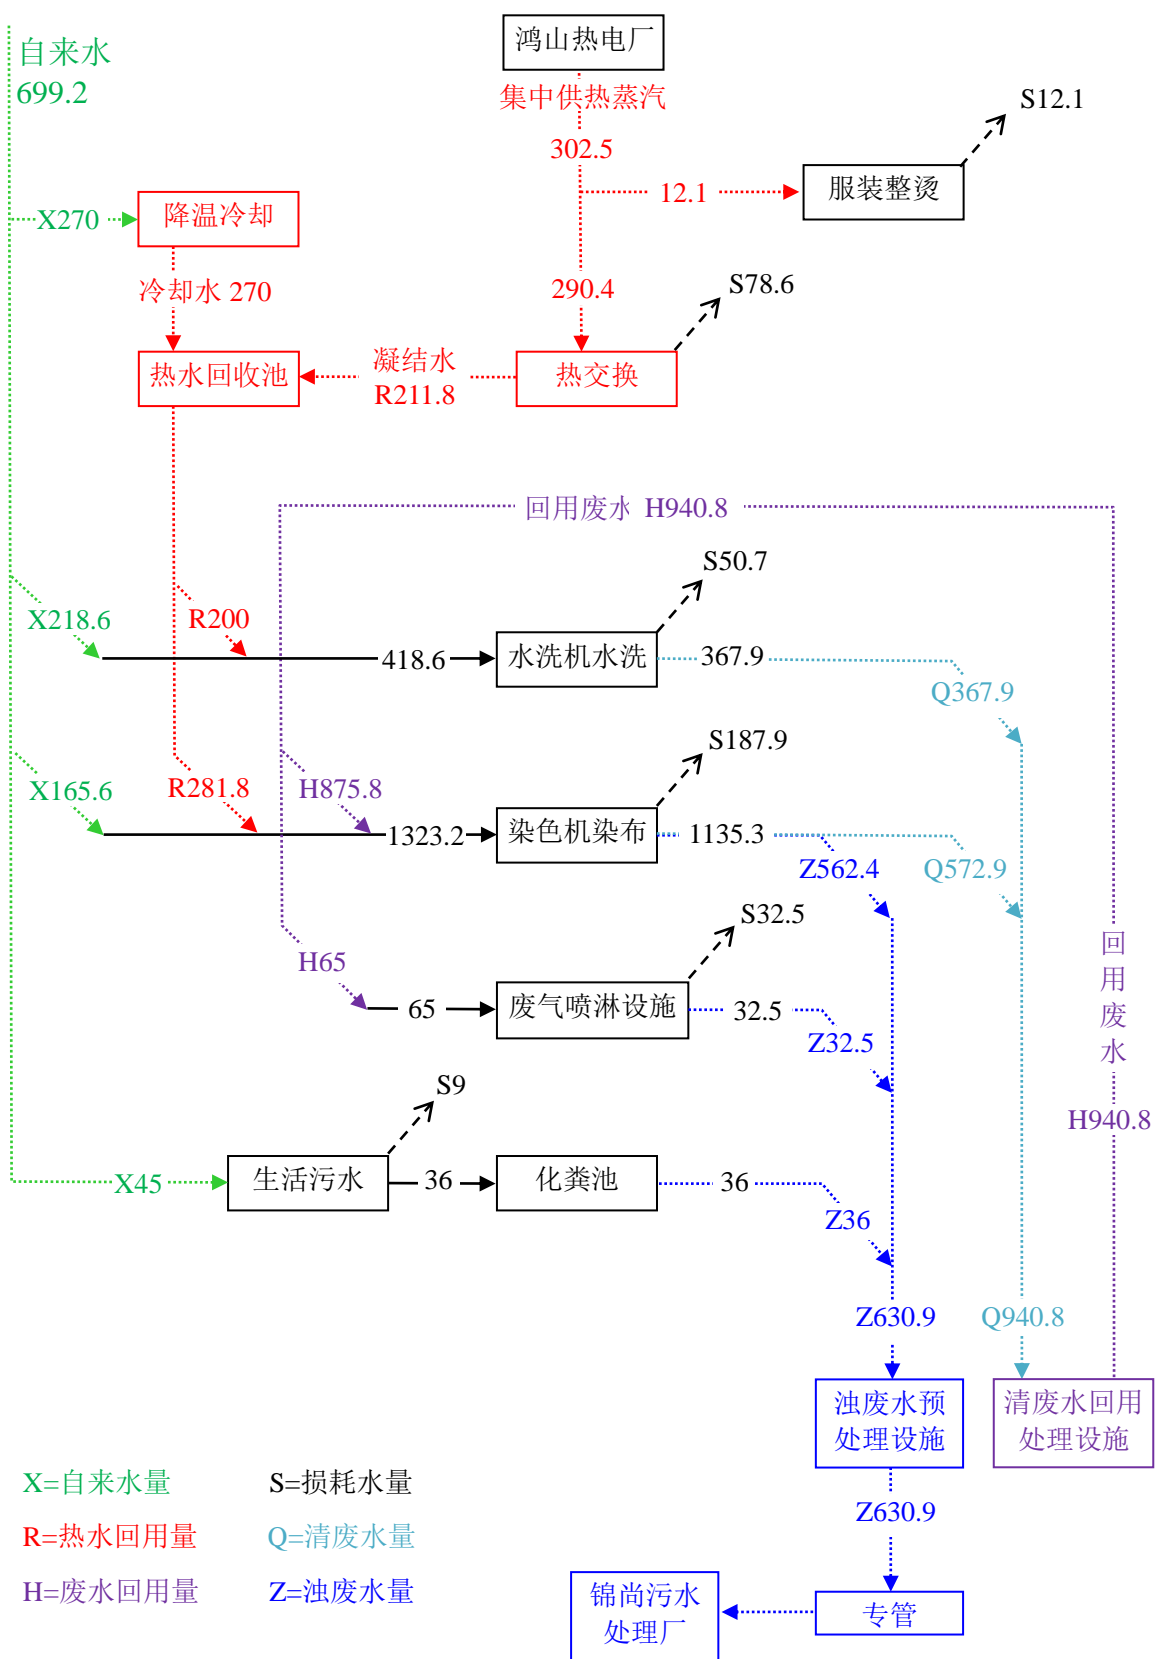 自来水
699.2
鸿山热电厂
集中供热蒸汽
302.5
S12.1
12.1
服装整烫
X270
降温冷却
冷却水 270
290.4
S78.6
热水回收池
凝结水
R211.8
热交换
回用废水 H940.8
S50.7
X218.6
R200
418.6
水洗机水洗
367.9
Q367.9
S187.9
X165.6
R281.8
H875.8
1323.2
染色机染布
1135.3
Z562.4
Q572.9
S32.5
H65
65
废气喷淋设施
32.5
Z32.5
回
用
废
水
H940.8
S9
X45
生活污水
36
化粪池
36
Z36
Z630.9
Q940.8
浊废水预
处理设施
清废水回用
处理设施
X=自来水量
S=损耗水量
Z630.9
R=热水回用量
Q=清废水量
H=废水回用量
Z=浊废水量
锦尚污水
处理厂
专管